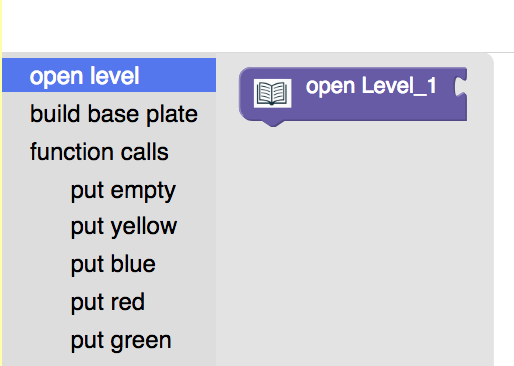 open level
build base plate
function calls
put empty
put yellow
put blue
put red
put green
open Level_1